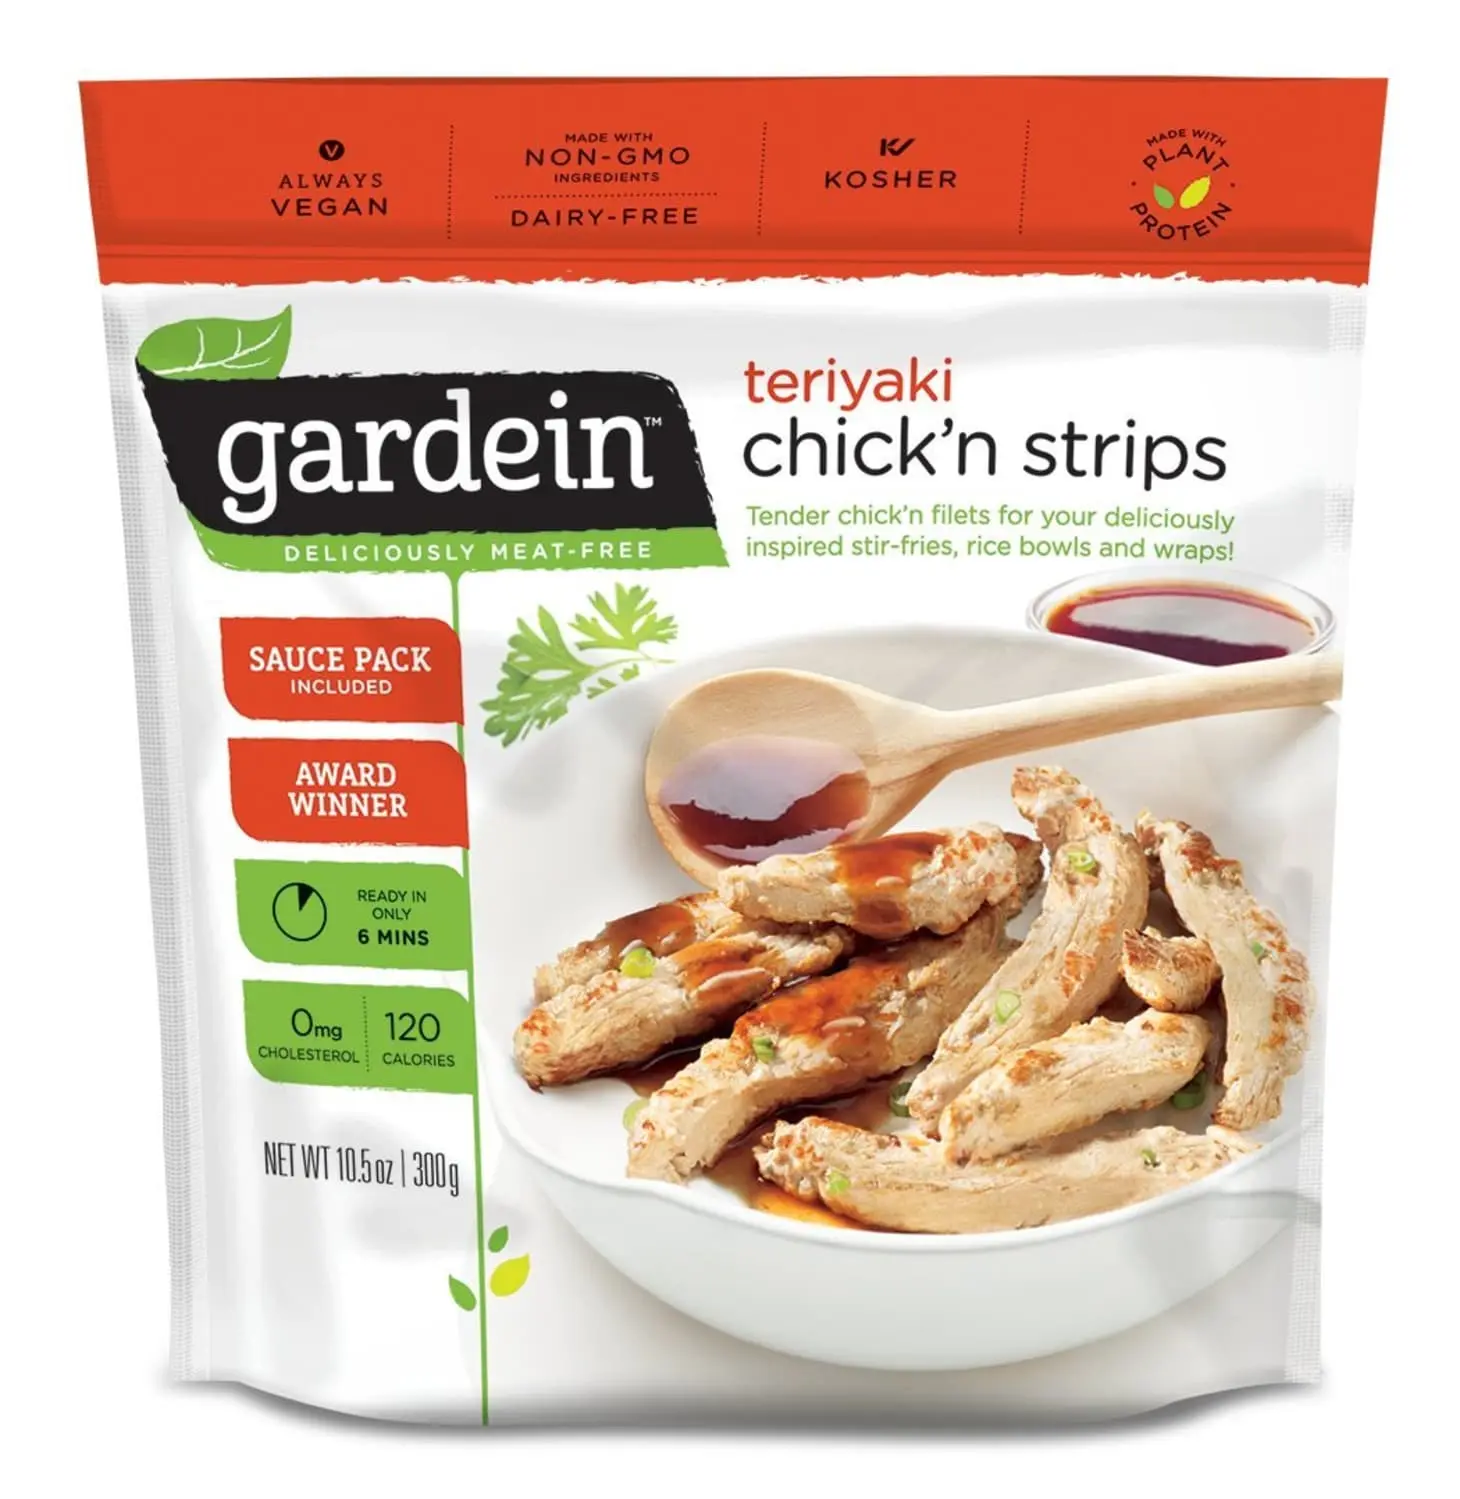 V
ALWAYS
VEGAN
MADE WITH
NON-GMO
INGREDIENTS
DAIRY-FREE
KOSHER
MADE WITH
PLANT
PROTEIN
gardein™
DELICIOUSLY MEAT-FREE
teriyaki
chick'n strips
Tender chick'n filets for your deliciously
inspired stir-fries, rice bowls and wraps!
SAUCE PACK
INCLUDED
AWARD
WINNER
READY IN
ONLY
6 MINS
0mg
CHOLESTEROL
120
CALORIES
NET WT 10.5 oz | 300g